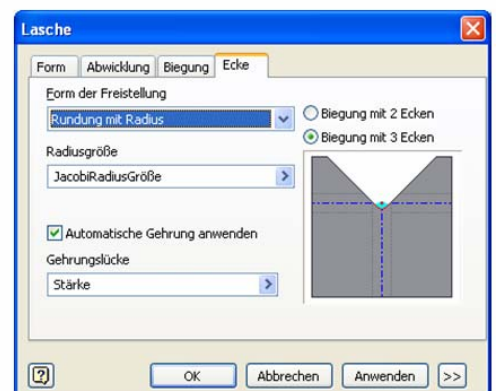 Lasche
Form Abwicklung Biegung Ecke
Form der Freistellung
Rundung mit Radius
Biegung mit 2 Ecken
Biegung mit 3 Ecken
Radiusgröße
JacobiRadiusGröße
Automatische Gehrung anwenden
Gehrungslücke
Stärke
OK Abbrechen Anwenden >>